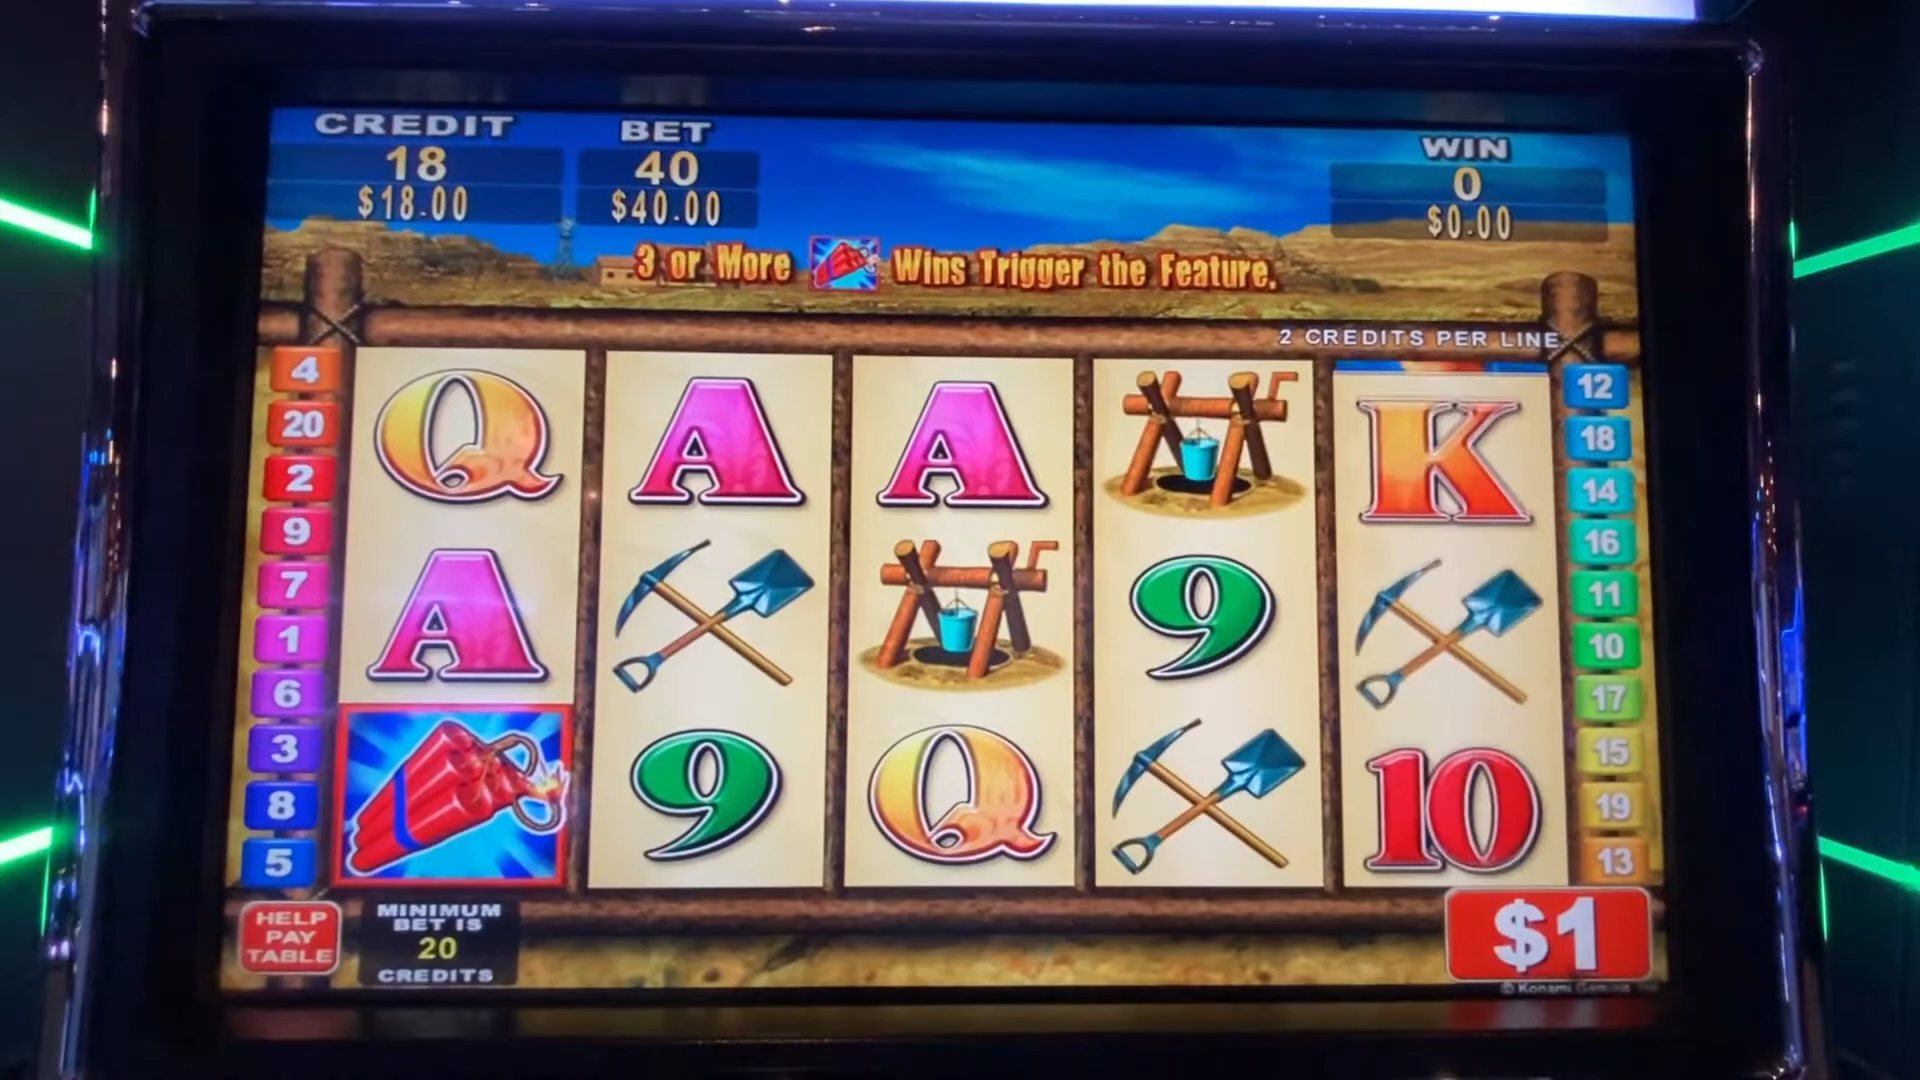 CREDIT BET WIN
18 40 0
$18.00 $40.00 $0.00
3 or More Wins Trigger the Feature.
2 CREDITS PER LINE
4 Q A A K 12
20 18
2 14
9 16
7 A 9 11
1 10
6 17
3 9 Q 10 15
8 19
5 13
HELP
PAY
TABLE
MINIMUM
BET IS
20
CREDITS
$1
© Konami Gaming